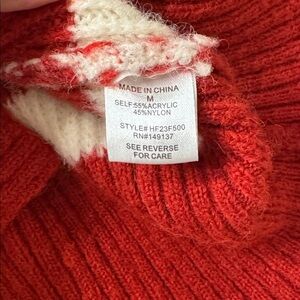 MADE IN CHINA
M
SELF:55%ACRYLIC
45%NYLON
STYLE# HF23F500
RN#149137
SEE REVERSE
FOR CARE